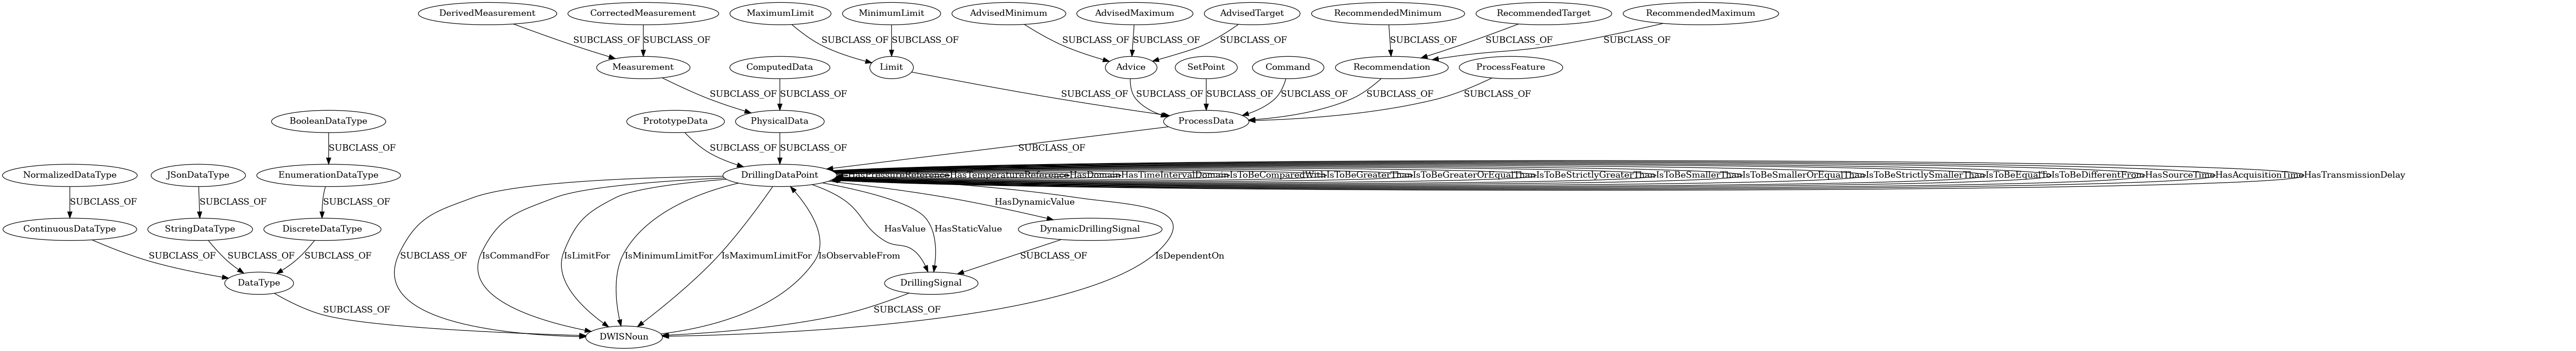 DerivedMeasurement CorrectedMeasurement MaximumLimit MinimumLimit AdvisedMinimum AdvisedMaximum AdvisedTarget RecommendedMinimum RecommendedTarget RecommendedMaximum
SUBCLASS_OF SUBCLASS_OF SUBCLASS_OF SUBCLASS_OF SUBCLASS_OF SUBCLASS_OF SUBCLASS_OF SUBCLASS_OF SUBCLASS_OF SUBCLASS_OF
Measurement ComputedData Limit Advice SetPoint Command Recommendation ProcessFeature
SUBCLASS_OF SUBCLASS_OF SUBCLASS_OF SUBCLASS_OF SUBCLASS_OF SUBCLASS_OF SUBCLASS_OF SUBCLASS_OF
BooleanDataType PrototypeData PhysicalData ProcessData
SUBCLASS_OF SUBCLASS_OF SUBCLASS_OF SUBCLASS_OF
NormalizedDataType JSonDataType EnumerationDataType DrillingDataPoint HasPressureReference HasTemperatureReference HasDomain HasTimeIntervalDomain IsToBeComparedWith IsToBeGreaterThan IsToBeGreaterOrEqualThan IsToBeStrictlyGreaterThan IsToBeSmallerThan IsToBeSmallerOrEqualThan IsToBeStrictlySmallerThan IsToBeEqualTo IsToBeDifferentFrom HasSourceTime HasAcquisitionTime HasTransmissionDelay
SUBCLASS_OF SUBCLASS_OF SUBCLASS_OF HasDynamicValue
ContinuousDataType StringDataType DiscreteDataType HasValue HasStaticValue DynamicDrillingSignal
SUBCLASS_OF SUBCLASS_OF SUBCLASS_OF SUBCLASS_OF IsCommandFor IsLimitFor IsMinimumLimitFor IsMaximumLimitFor IsObservableFrom SUBCLASS_OF IsDependentOn
DataType DrillingSignal
SUBCLASS_OF SUBCLASS_OF
DWISNoun